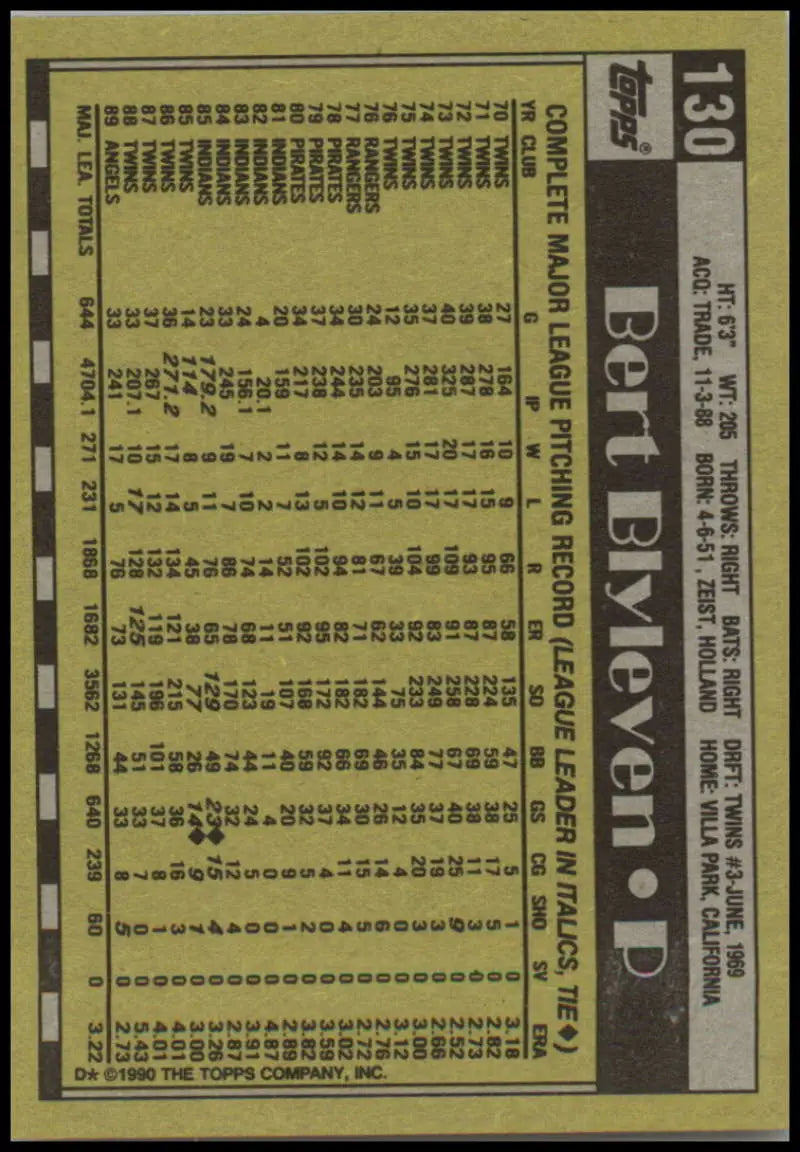 130
HT: 6'3" WT: 205 THROWS: RIGHT BATS: RIGHT DRFT: TWINS #3-JUNE, 1969
ACQ: TRADE, 11-3-88 BORN: 4-6-51, ZEIST, HOLLAND HOME: VILLA PARK, CALIFORNIA
TOPPS®
Bert Blyleven • P
COMPLETE MAJOR LEAGUE PITCHING RECORD (LEAGUE LEADER IN ITALICS, TIE♦)
YR CLUB G IP W L R ER SO BB GS CG SHO SV ERA
70 TWINS 27 164 10 9 66 58 135 47 25 5 1 0 3.18
71 TWINS 38 278 16 15 95 87 224 59 38 17 5 0 2.82
72 TWINS 39 287 17 17 93 87 228 69 38 11 3 0 2.73
73 TWINS 40 325 20 17 109 91 258 67 40 25 9 0 2.52
74 TWINS 37 281 17 17 99 83 249 77 37 19 3 0 2.66
75 TWINS 35 276 15 10 104 92 233 84 35 20 3 0 3.00
76 TWINS 12 95 4 5 39 33 75 35 12 4 0 0 3.12
76 RANGERS 24 203 9 11 67 62 144 46 26 14 6 0 2.76
77 RANGERS 30 235 14 12 81 71 182 69 30 15 5 0 2.72
78 PIRATES 34 244 14 10 94 82 182 66 34 11 4 0 3.02
79 PIRATES 37 238 12 5 102 95 172 92 37 4 0 0 3.59
80 PIRATES 34 217 8 13 102 92 168 59 32 5 2 0 3.82
81 INDIANS 20 159 11 7 52 51 107 40 20 9 1 0 2.89
82 INDIANS 4 20.1 2 2 14 11 19 11 4 0 0 0 4.87
83 INDIANS 24 156.1 7 10 74 68 123 44 24 5 0 0 3.91
84 INDIANS 33 245 19 7 86 78 170 74 32 12 4 0 2.87
85 INDIANS 23 179.2 9 11 76 65 129 49 23♦ 15 4 0 3.26
85 TWINS 14 114 8 5 45 38 77 26 14♦ 9 1 0 3.00
86 TWINS 36 271.2 17 14 134 121 215 58 36 16 3 0 4.01
87 TWINS 37 267 15 12 132 119 196 101 37 8 1 0 4.01
88 TWINS 33 207.1 10 17 128 125 145 51 33 7 0 0 5.43
89 ANGELS 33 241 17 5 76 73 131 44 33 8 5 0 2.73
MAJ. LEA. TOTALS 644 4704.1 271 231 1868 1682 3562 1268 640 239 60 0 3.22
D* ©1990 THE TOPPS COMPANY, INC.